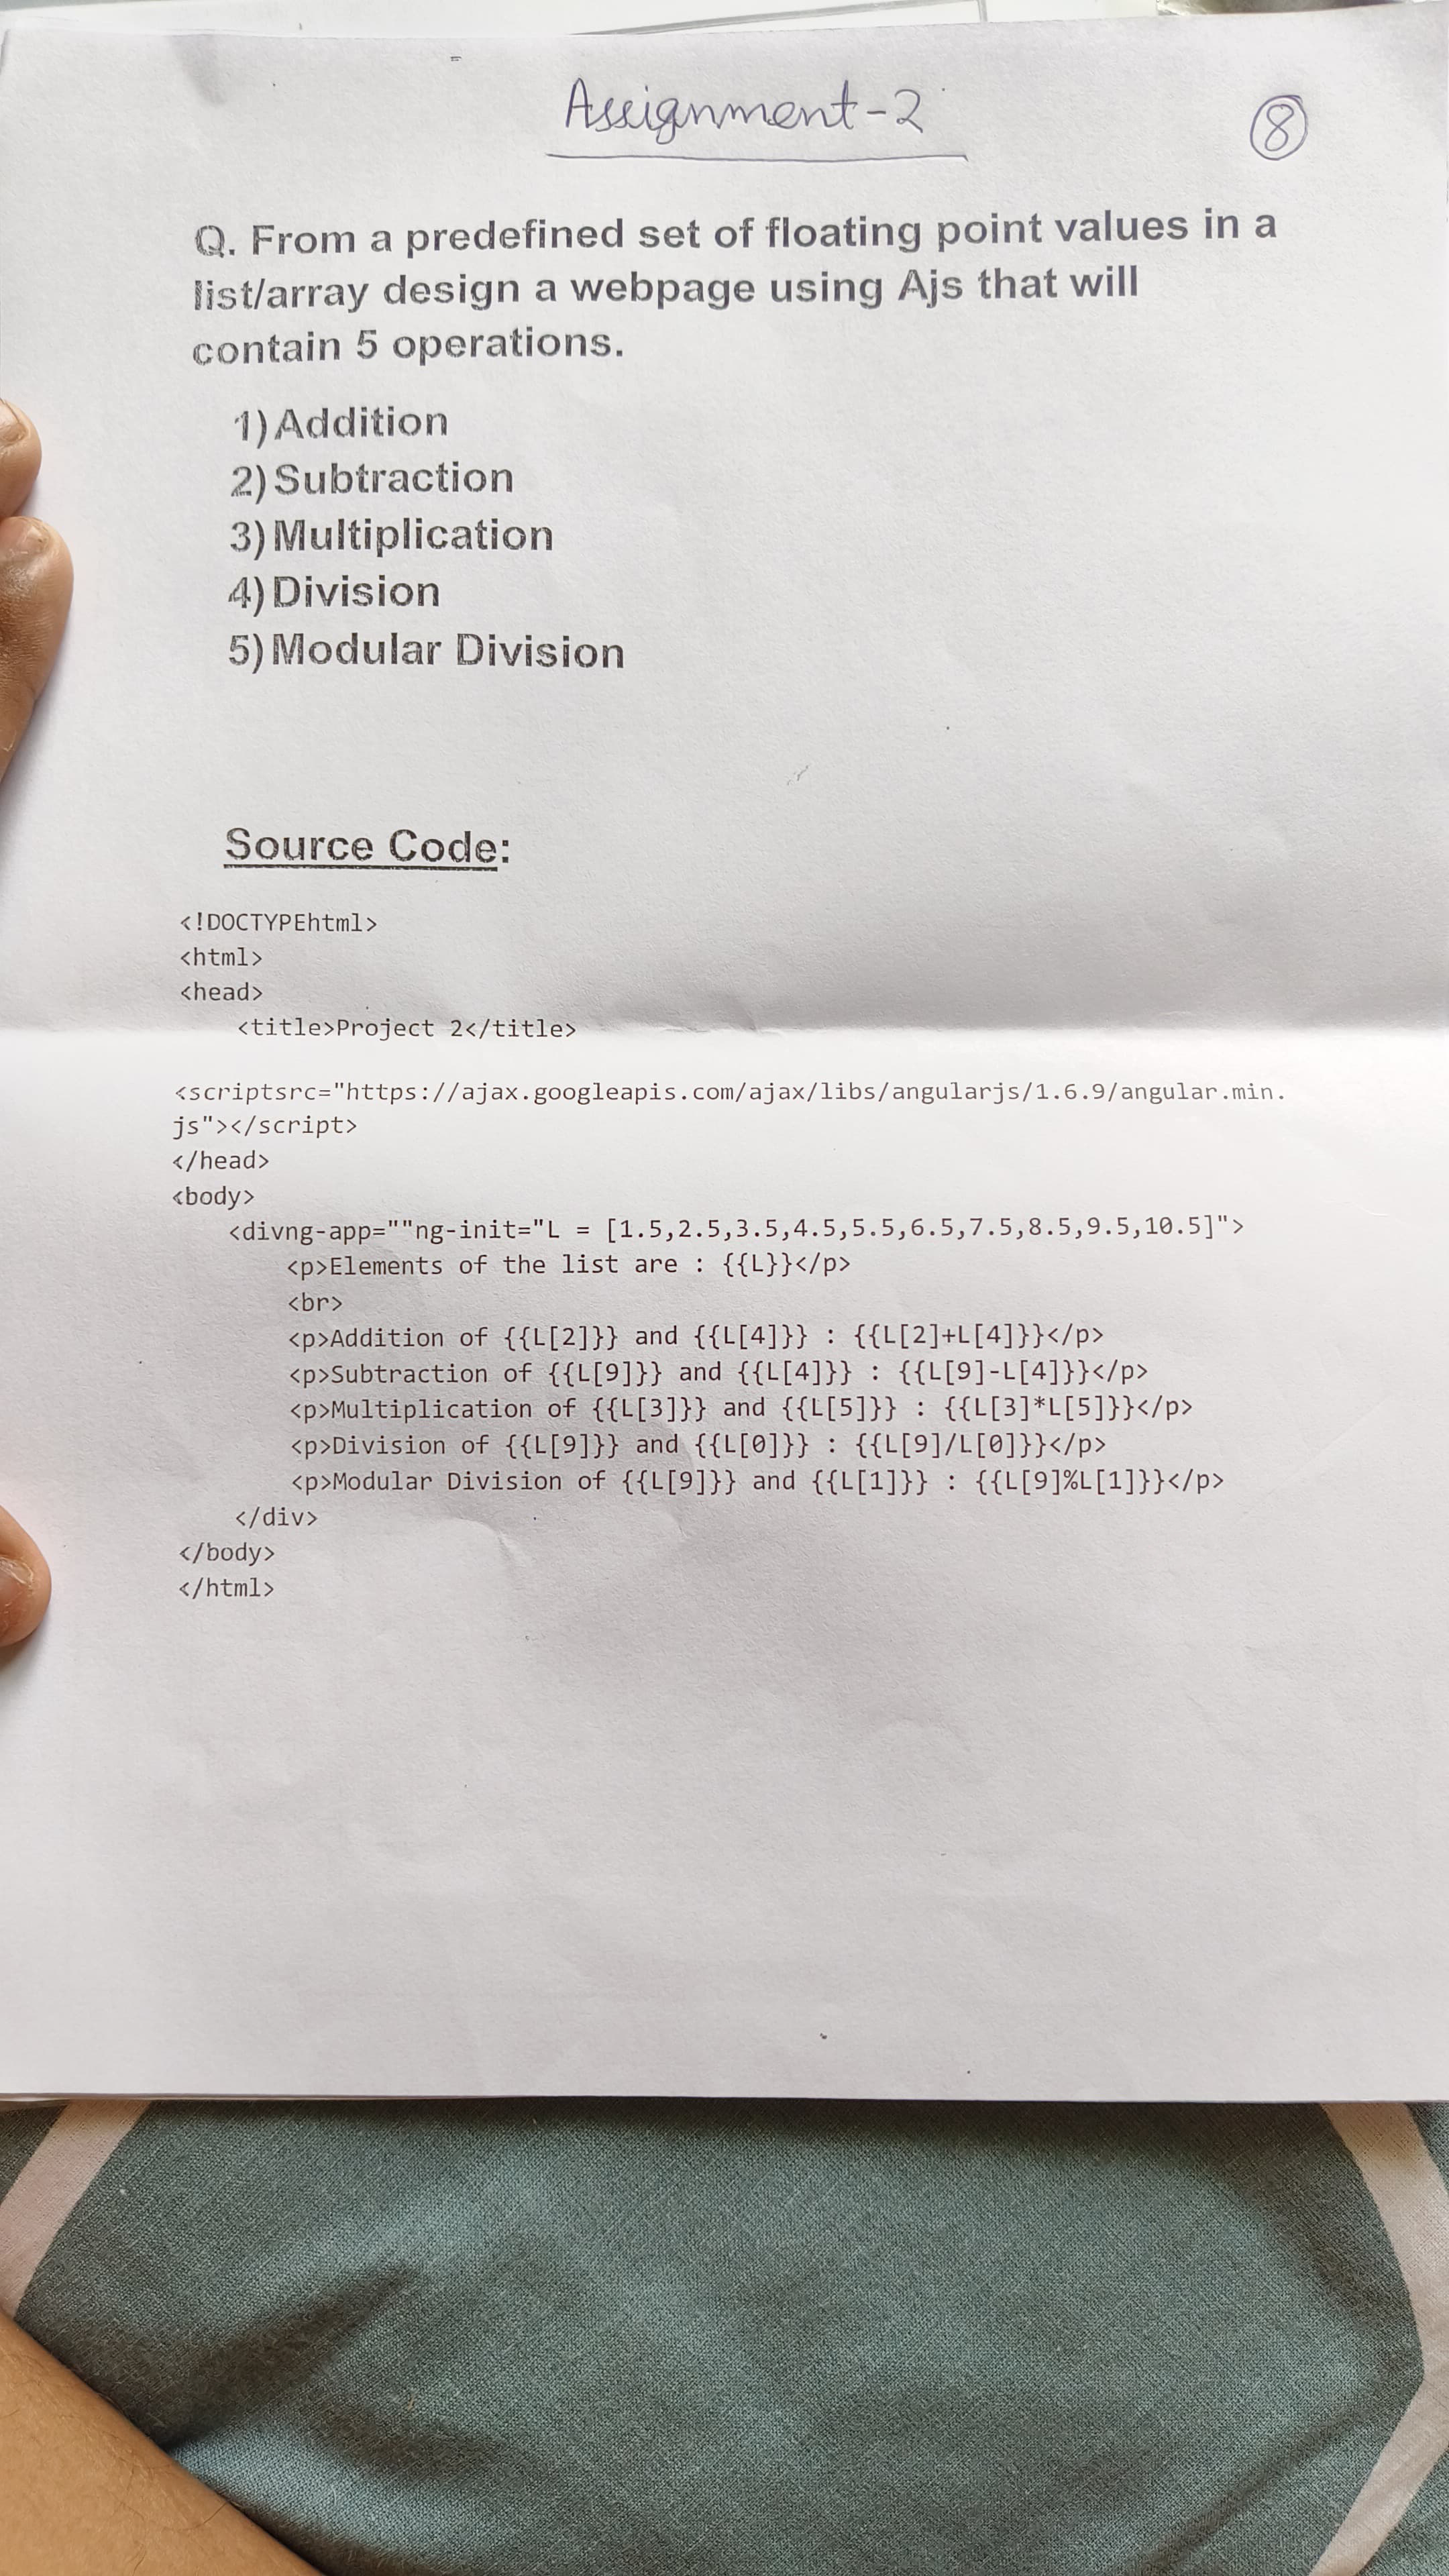 Assignment-2
8
Q. From a predefined set of floating point values in a
list/array design a webpage using Ajs that will
contain 5 operations.
1) Addition
2) Subtraction
3) Multiplication
4) Division
5) Modular Division
Source Code:
<!DOCTYPEhtml>
<html>
<head>
    <title>Project 2</title>
<scriptsrc="https://ajax.googleapis.com/ajax/libs/angularjs/1.6.9/angular.min.
js"></script>
</head>
<body>
    <divng-app=""ng-init="L = [1.5,2.5,3.5,4.5,5.5,6.5,7.5,8.5,9.5,10.5]">
        <p>Elements of the list are : {{L}}</p>
        <br>
        <p>Addition of {{L[2]}} and {{L[4]}} : {{L[2]+L[4]}}</p>
        <p>Subtraction of {{L[9]}} and {{L[4]}} : {{L[9]-L[4]}}</p>
        <p>Multiplication of {{L[3]}} and {{L[5]}} : {{L[3]*L[5]}}</p>
        <p>Division of {{L[9]}} and {{L[0]}} : {{L[9]/L[0]}}</p>
        <p>Modular Division of {{L[9]}} and {{L[1]}} : {{L[9]%L[1]}}</p>
    </div>
</body>
</html>